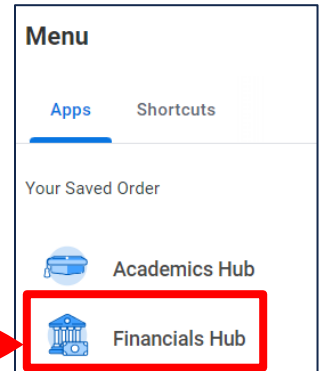 Menu
Apps Shortcuts
Your Saved Order
Academics Hub
Financials Hub